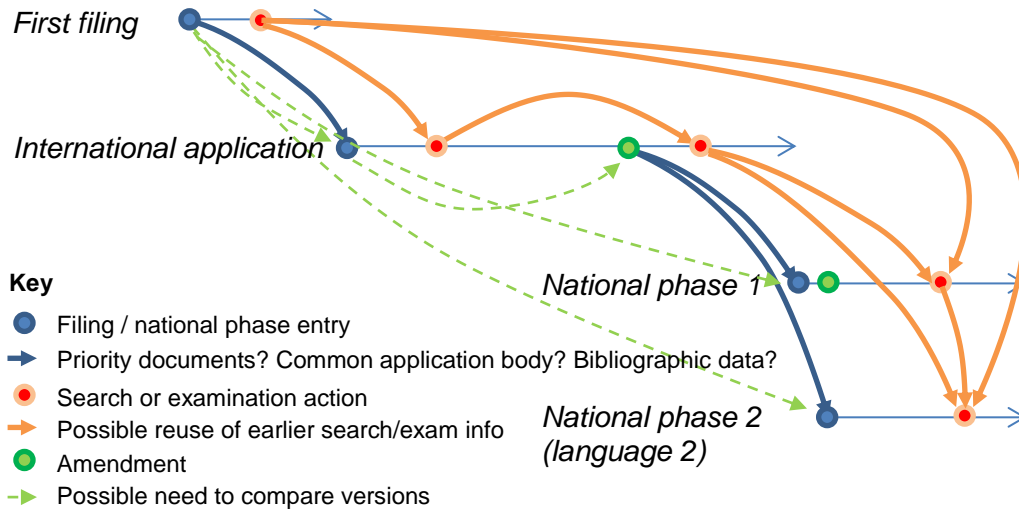 First filing
International application
National phase 1
Key
Filing / national phase entry
Priority documents? Common application body? Bibliographic data?
Search or examination action
National phase 2
(language 2)
Possible reuse of earlier search/exam info
Amendment
Possible need to compare versions